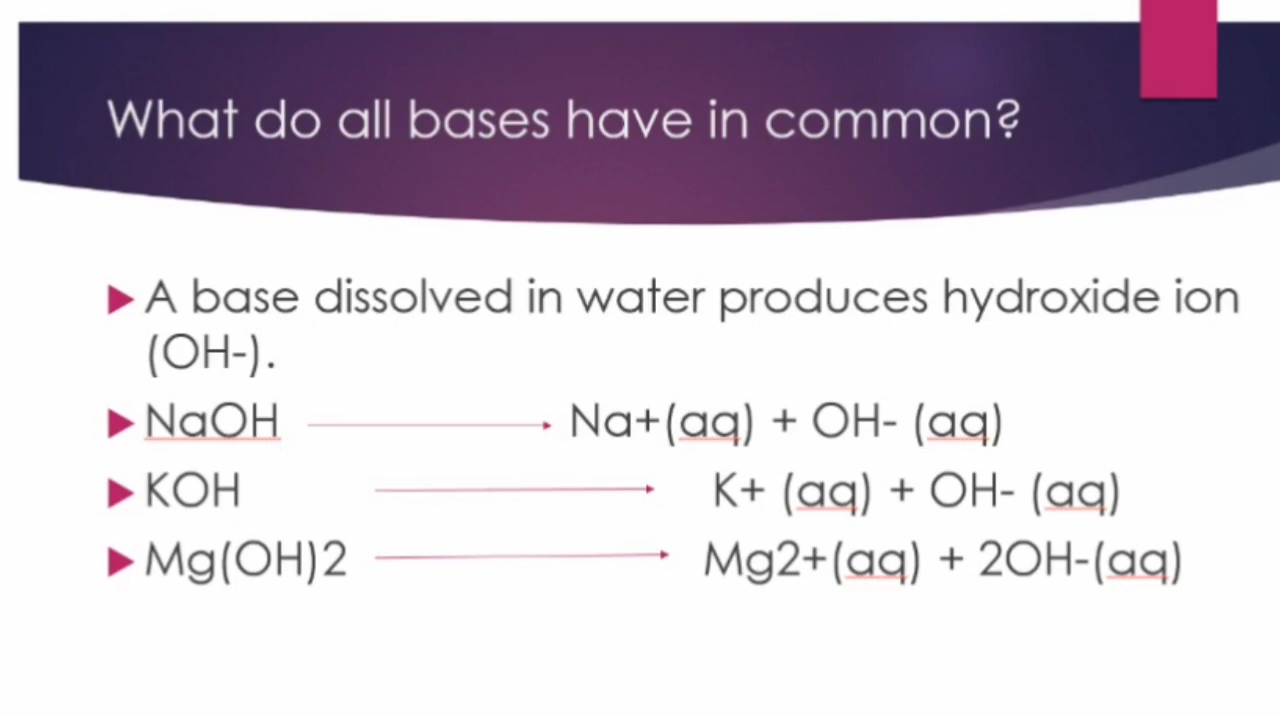 What do all bases have in common?
A base dissolved in water produces hydroxide ion
(OH-).
NaOH Na+(aq) + OH- (aq)
KOH K+ (aq) + OH- (aq)
Mg(OH)2 Mg2+(aq) + 2OH-(aq)